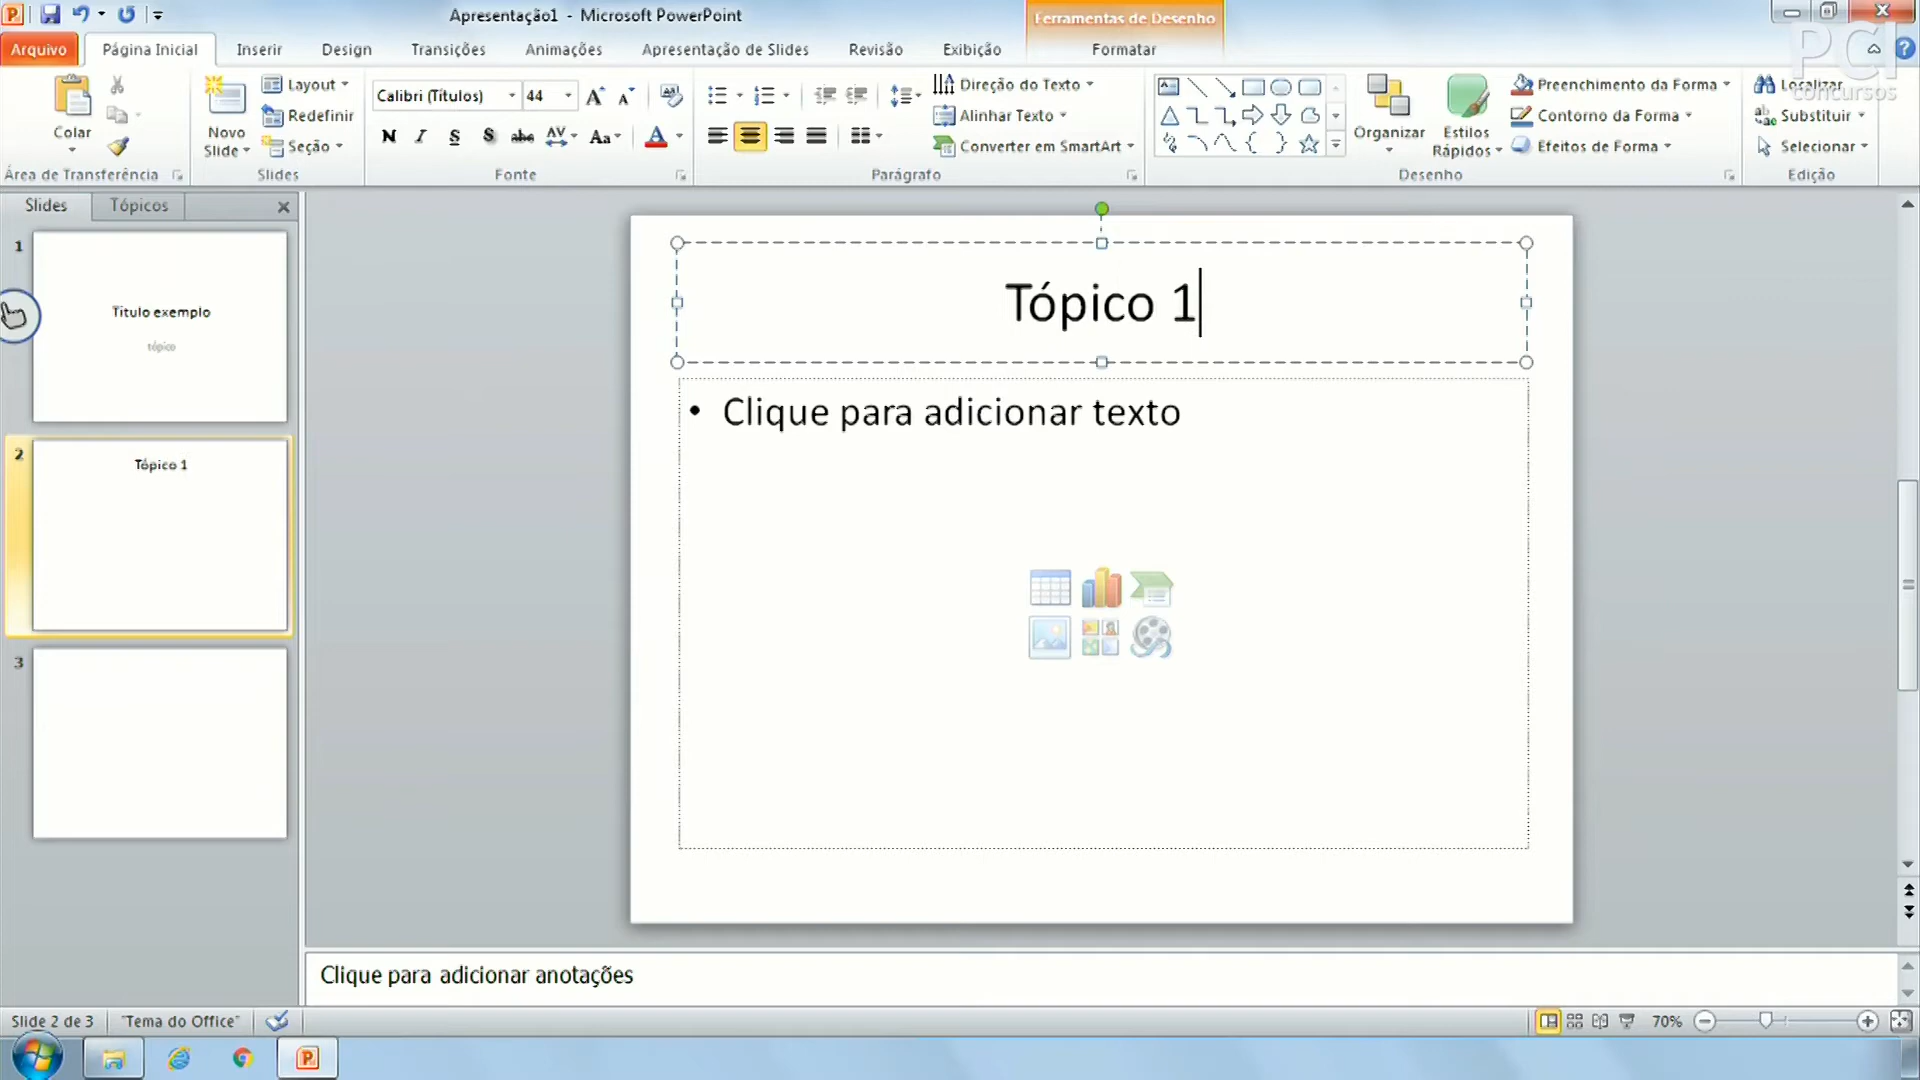 Apresentação1 - Microsoft PowerPoint
Ferramentas de Desenho
Arquivo
Página Inicial
Inserir
Design
Transições
Animações
Apresentação de Slides
Revisão
Exibição
Formatar
PCI
concursos
Colar
Novo
Slide
Layout
Redefinir
Seção
Calibri (Títulos)
44
Direção do Texto
Alinhar Texto
Converter em SmartArt
Organizar
Estilos
Rápidos
Preenchimento da Forma
Contorno da Forma
Efeitos de Forma
Localizar
Substituir
Selecionar
Área de Transferência
Slides
Fonte
Parágrafo
Desenho
Edição
Slides
Tópicos
1
Titulo exemplo
tópico
2
Tópico 1
3
Tópico 1
• Clique para adicionar texto
Clique para adicionar anotações
Slide 2 de 3
"Tema do Office"
70%